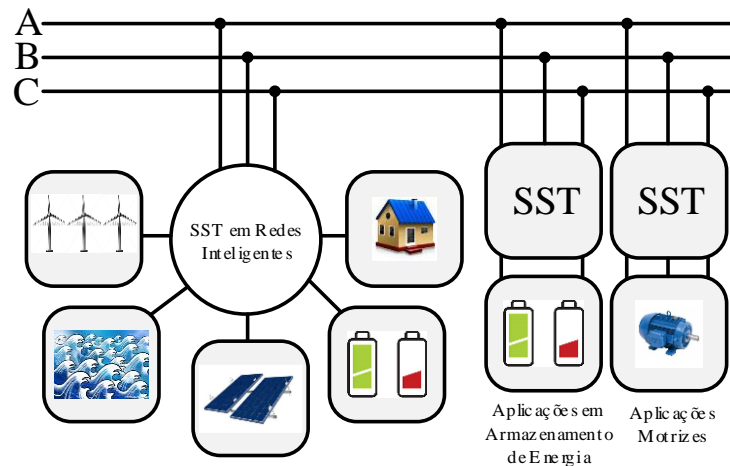 A
B
C
SST em Redes
Inteligentes
SST
SST
Aplicações em
Armazenamento
de Energia
Aplicações
Motrizes